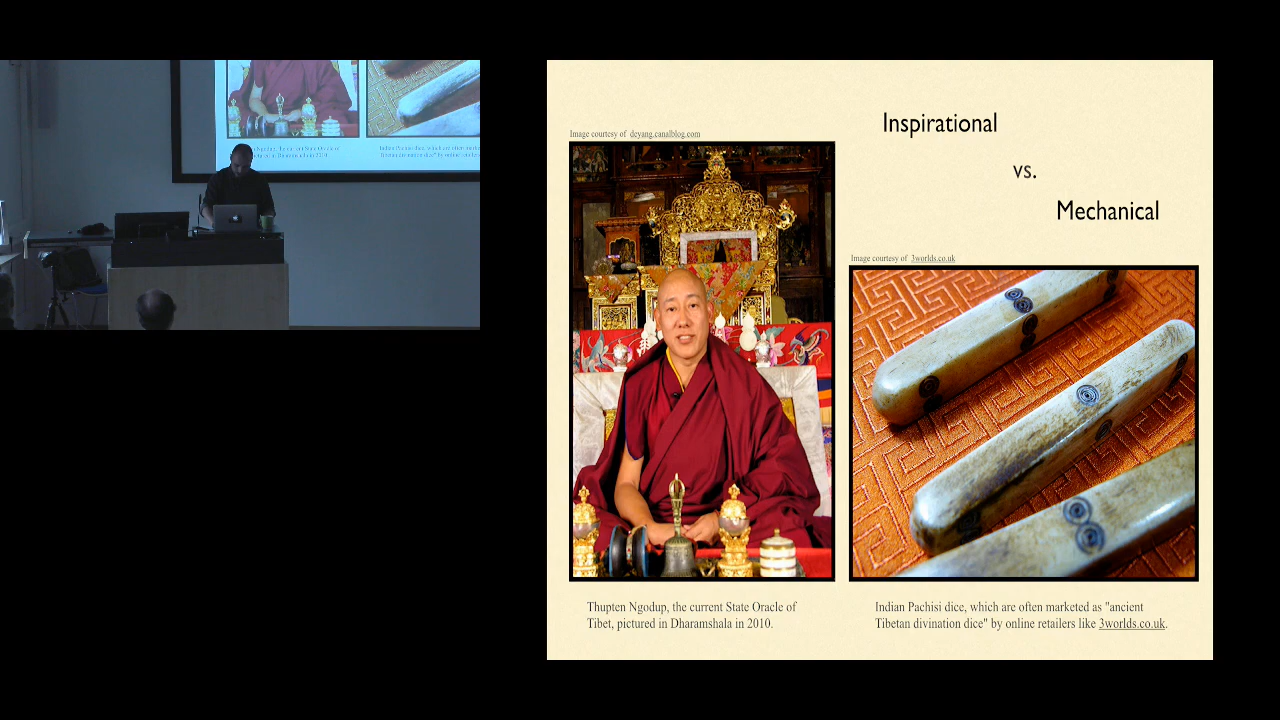 Inspirational
vs.
Mechanical
Image courtesy of deyang.canalblog.com
Image courtesy of 3worlds.co.uk
Thupten Ngodup, the current State Oracle of
Tibet, pictured in Dharamshala in 2010.
Indian Pachisi dice, which are often marketed as "ancient
Tibetan divination dice" by online retailers like 3worlds.co.uk.